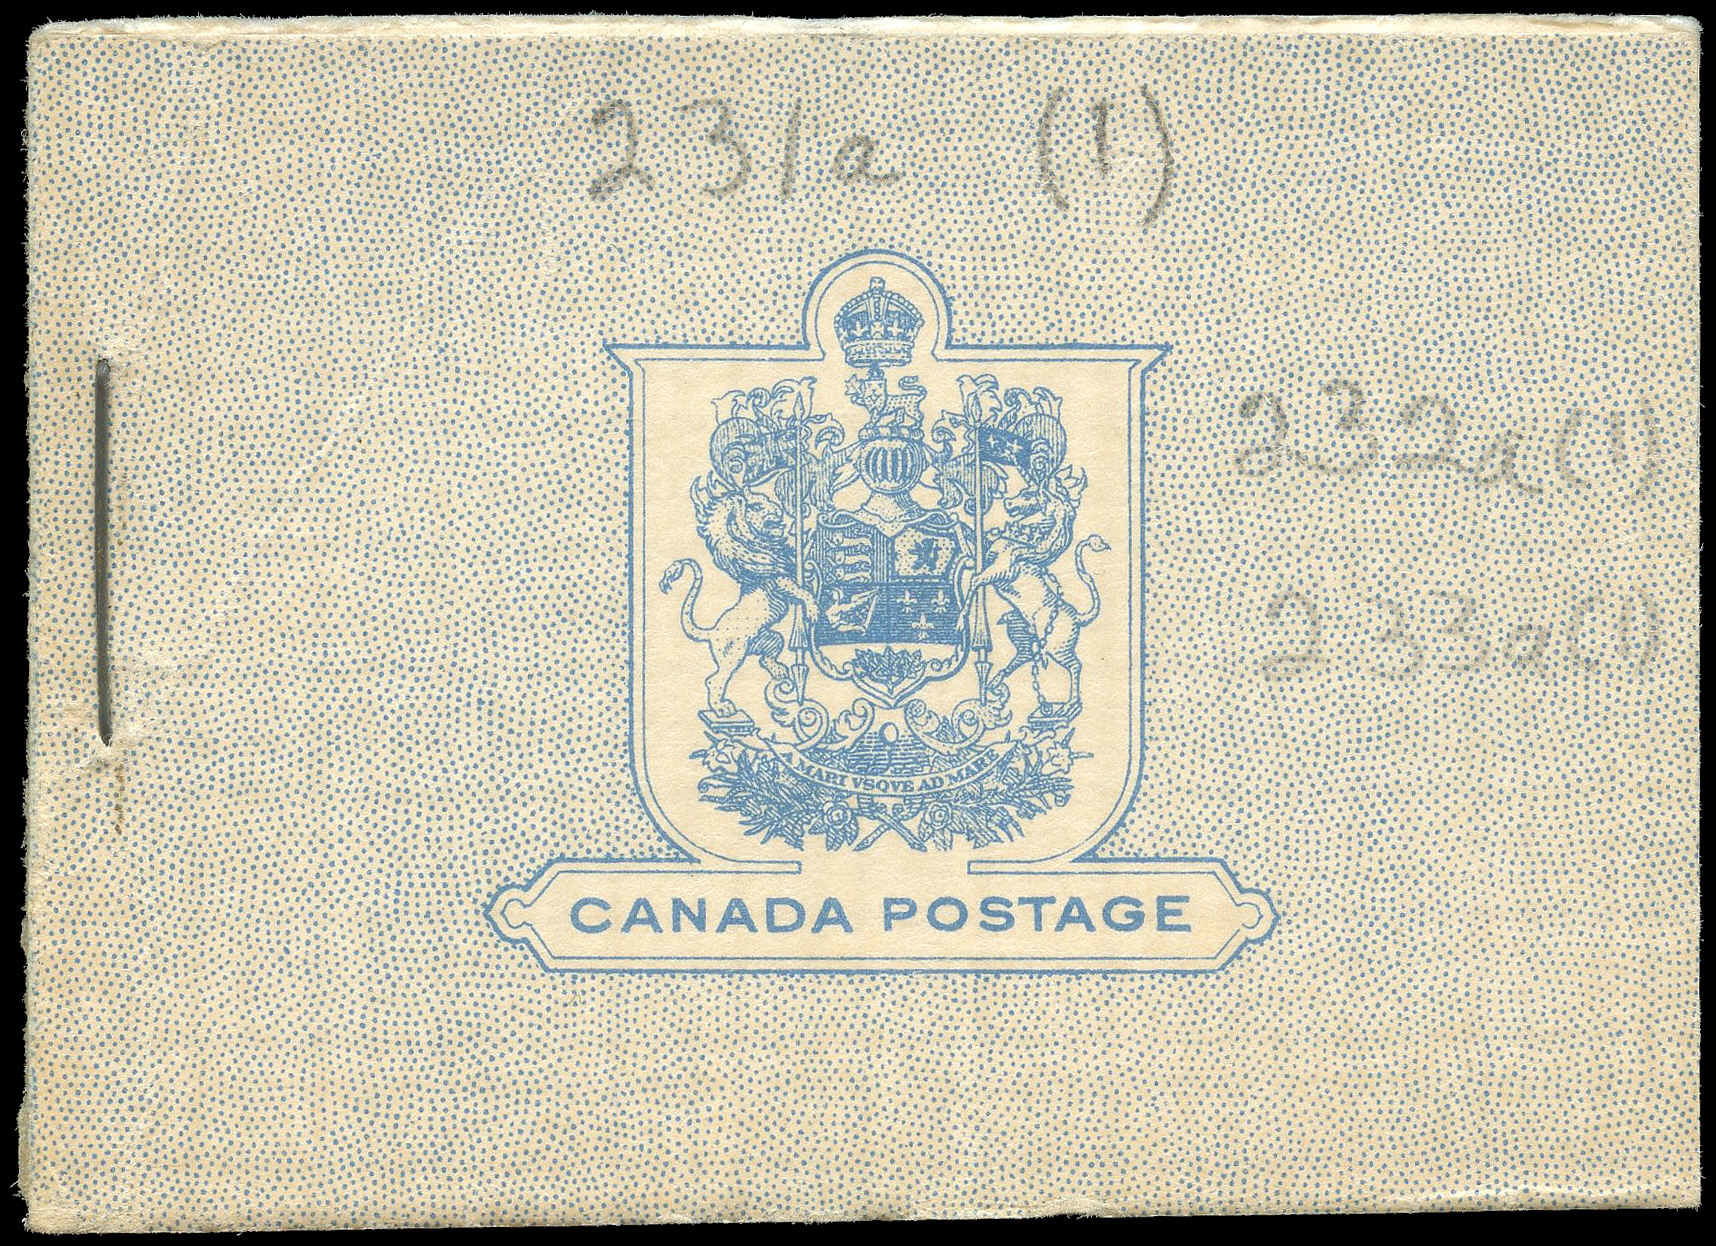 231a (1)
232a (1)
233a (1)
A MARI VSQVE AD MARE
CANADA POSTAGE